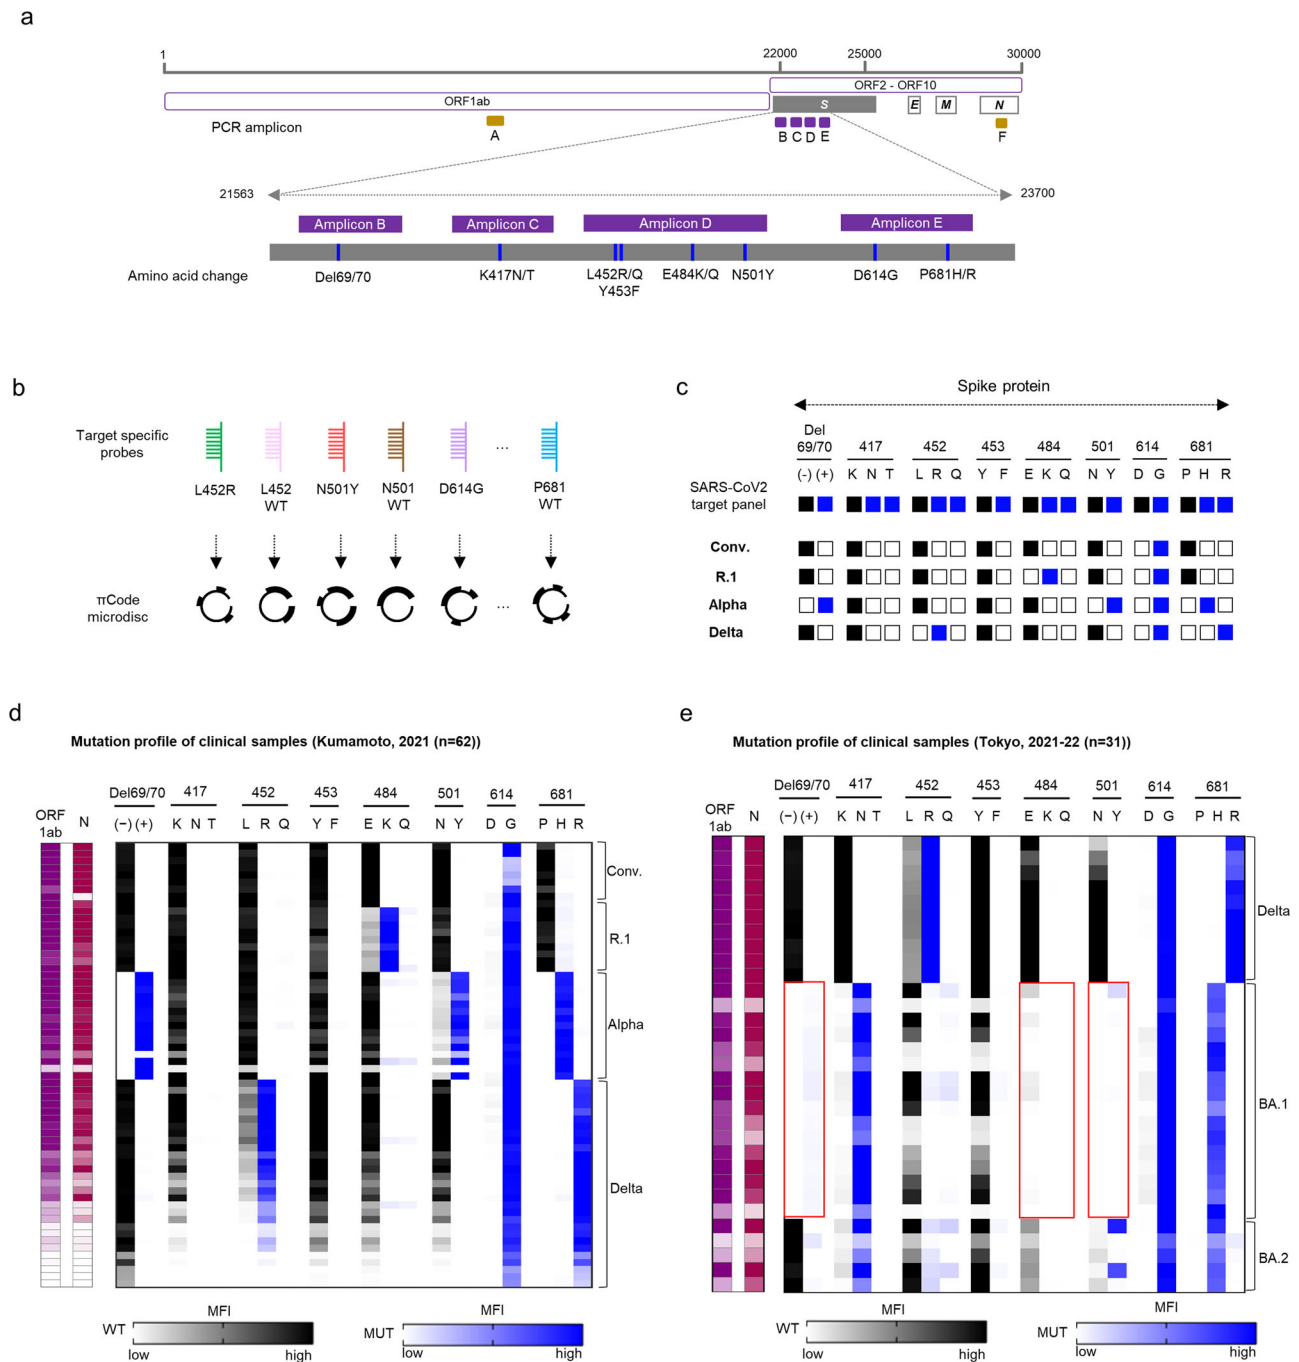 a
1
22000
25000
30000
ORF2 - ORF10
ORF1ab
S
E
M
N
PCR amplicon
A
B
C
D
E
F
21563
23700
Amplicon B
Amplicon C
Amplicon D
Amplicon E
Amino acid change
Del69/70
K417N/T
L452R/Q
Y453F
E484K/Q
N501Y
D614G
P681H/R
b
Target specific
probes
L452R
L452
WT
N501Y
N501
WT
D614G
...
P681
WT
πCode
microdisc
...
c
Spike protein
Del
69/70 417 452 453 484 501 614 681
(-) (+) K N T L R Q Y F E K Q N Y D G P H R
SARS-CoV2
target panel
Conv.
R.1
Alpha
Delta
d
Mutation profile of clinical samples (Kumamoto, 2021 (n=62))
Del69/70 417 452 453 484 501 614 681
ORF
1ab
N
(−) (+) K N T L R Q Y F E K Q N Y D G P H R
Conv.
R.1
Alpha
Delta
MFI
WT
low
high
MFI
MUT
low
high
e
Mutation profile of clinical samples (Tokyo, 2021-22 (n=31))
Del69/70 417 452 453 484 501 614 681
ORF
1ab
N
(−) (+) K N T L R Q Y F E K Q N Y D G P H R
Delta
BA.1
BA.2
MFI
WT
low
high
MFI
MUT
low
high